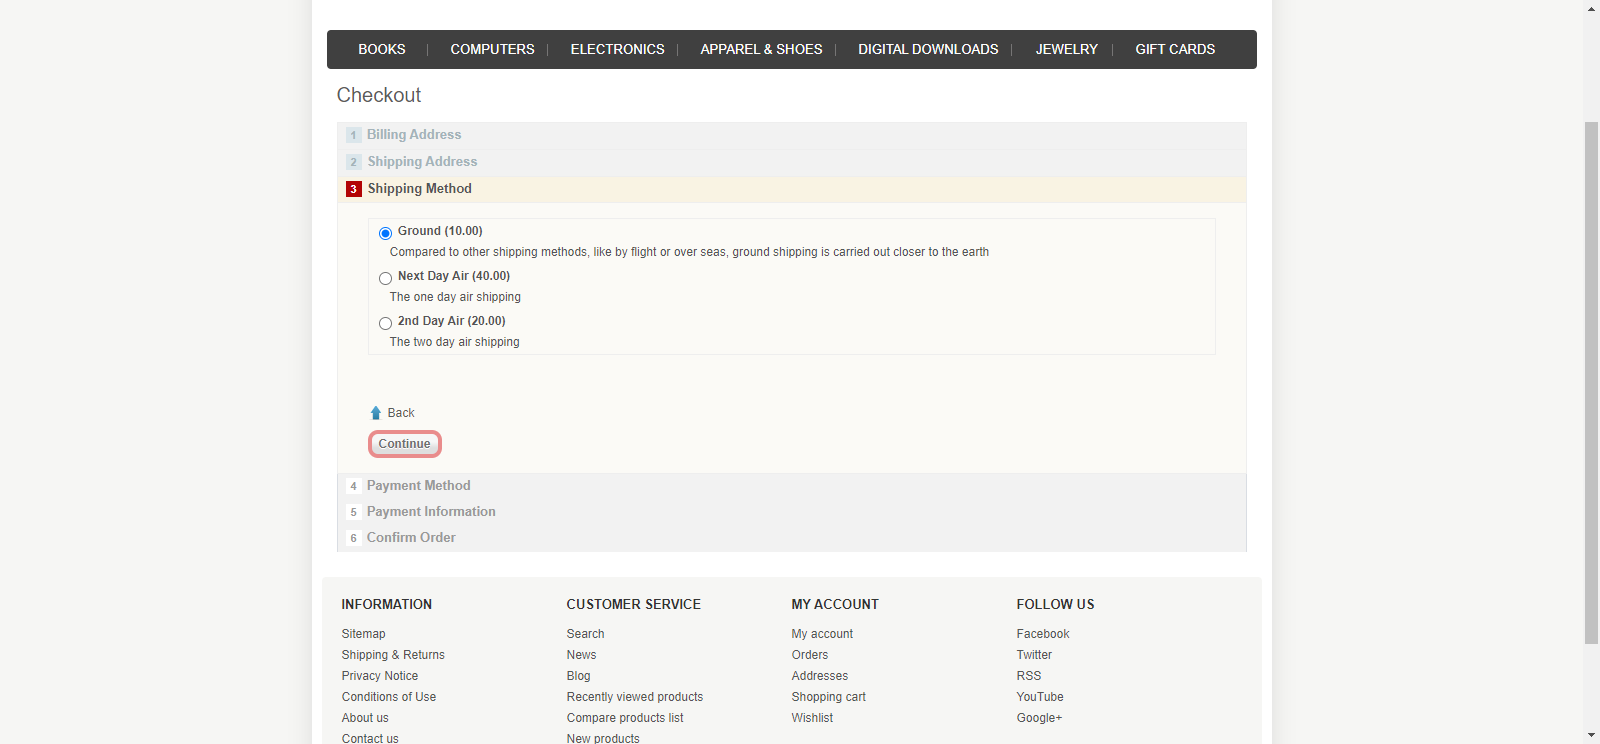 BOOKS COMPUTERS ELECTRONICS APPAREL & SHOES DIGITAL DOWNLOADS JEWELRY GIFT CARDS
Checkout
1 Billing Address
2 Shipping Address
3 Shipping Method
Ground (10.00)
Compared to other shipping methods, like by flight or over seas, ground shipping is carried out closer to the earth
Next Day Air (40.00)
The one day air shipping
2nd Day Air (20.00)
The two day air shipping
Back
Continue
4 Payment Method
5 Payment Information
6 Confirm Order
INFORMATION
Sitemap
Shipping & Returns
Privacy Notice
Conditions of Use
About us
Contact us
CUSTOMER SERVICE
Search
News
Blog
Recently viewed products
Compare products list
New products
MY ACCOUNT
My account
Orders
Addresses
Shopping cart
Wishlist
FOLLOW US
Facebook
Twitter
RSS
YouTube
Google+